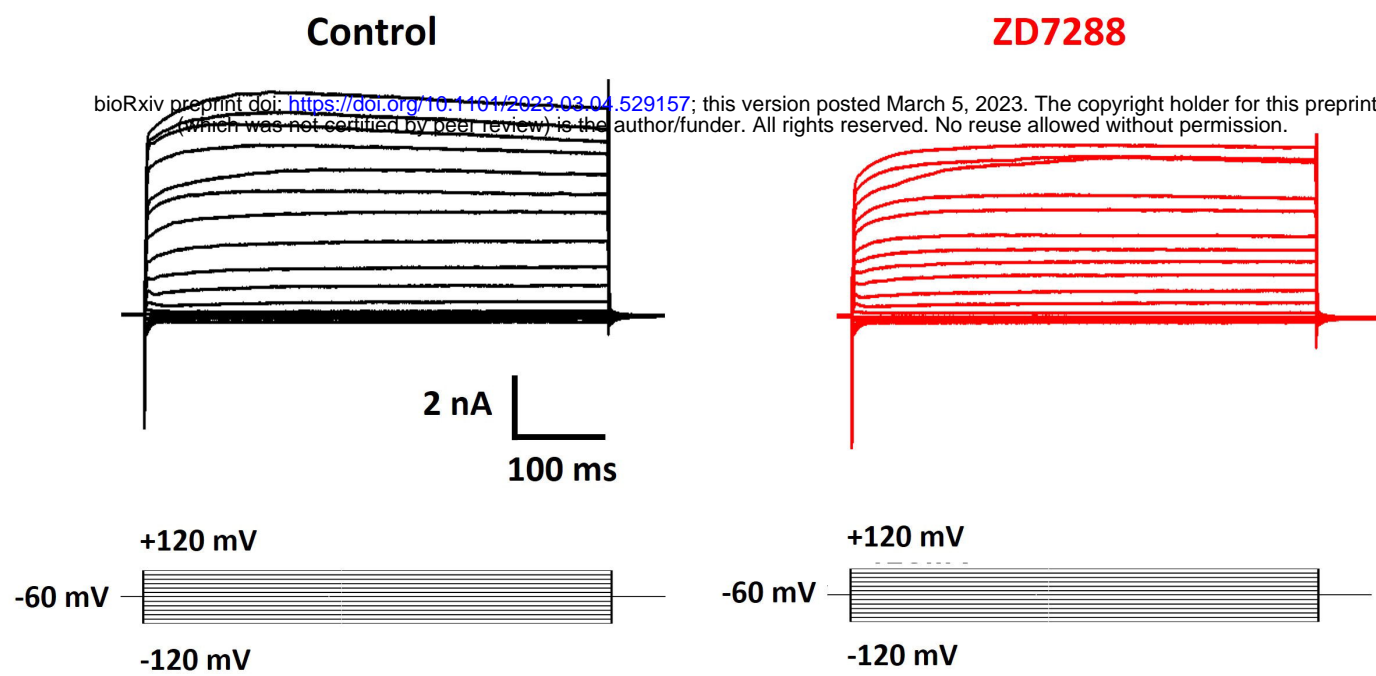 Control
ZD7288
bioRxiv preprint doi: https://doi.org/10.1101/2023.03.04.529157; this version posted March 5, 2023. The copyright holder for this preprint
(which was not certified by peer review) is the author/funder. All rights reserved. No reuse allowed without permission.
2 nA
100 ms
+120 mV
-60 mV
-120 mV
+120 mV
-60 mV
-120 mV